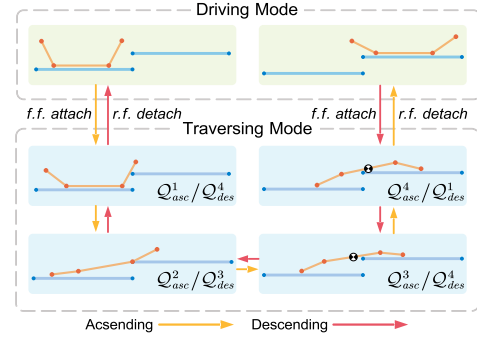 Driving Mode
f.f. attach r.f. detach f.f. attach r.f. detach
Traversing Mode
𝒬¹asc/𝒬⁴des 𝒬⁴asc/𝒬¹des
𝒬²asc/𝒬³des 𝒬³asc/𝒬⁴des
Acsending Descending